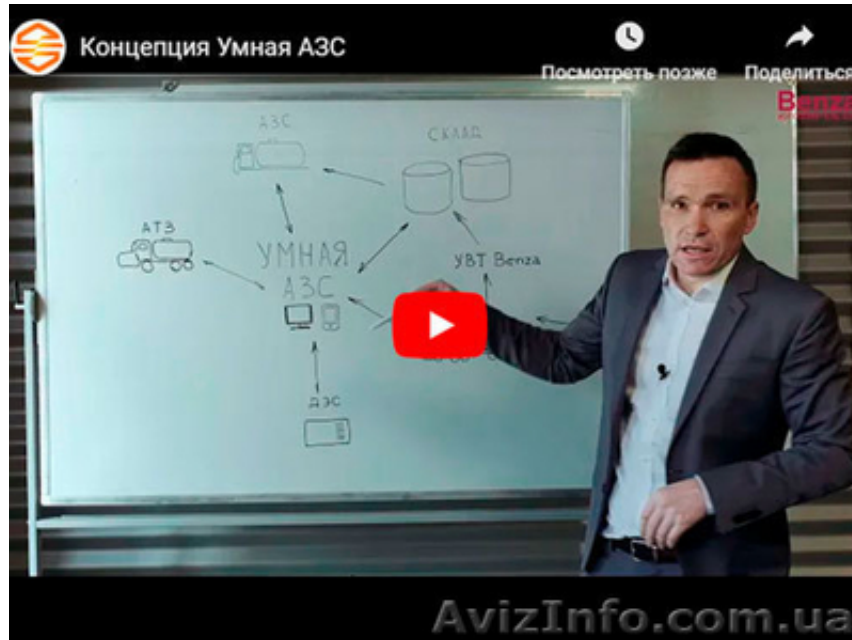 Концепция Умная АЗС
Посмотреть позже
Поделиться
Benza
АЗС
СКЛАД
АТЗ
УМНАЯ
АЗС
УВТ Benza
ДЭС
AvizInfo.com.ua